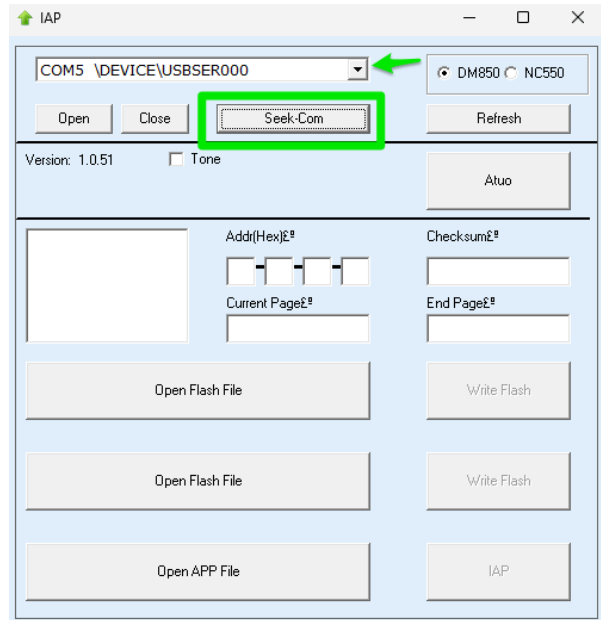 IAP
COM5 \DEVICE\USBSER000
DM850 NC550
Open Close Seek-Com Refresh
Version: 1.0.51 Tone
Atuo
Addr(Hex)£º Checksum£º
Current Page£º End Page£º
Open Flash File Write Flash
Open Flash File Write Flash
Open APP File IAP